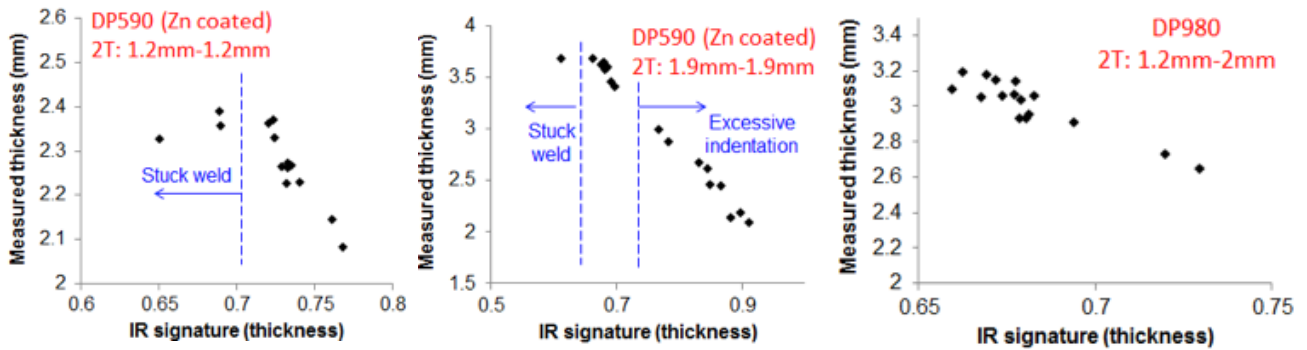 DP590 (Zn coated)
2T: 1.2mm-1.2mm
Stuck weld
Measured thickness (mm)
2.6
2.5
2.4
2.3
2.2
2.1
2
0.6
0.65
0.7
0.75
0.8
IR signature (thickness)
DP590 (Zn coated)
2T: 1.9mm-1.9mm
Stuck
weld
Excessive
indentation
Measured thickness (mm)
4
3.5
3
2.5
2
1.5
0.5
0.7
0.9
IR signature (thickness)
DP980
2T: 1.2mm-2mm
Measured thickness (mm)
3.4
3.2
3
2.8
2.6
2.4
2.2
2
0.65
0.7
0.75
IR signature (thickness)